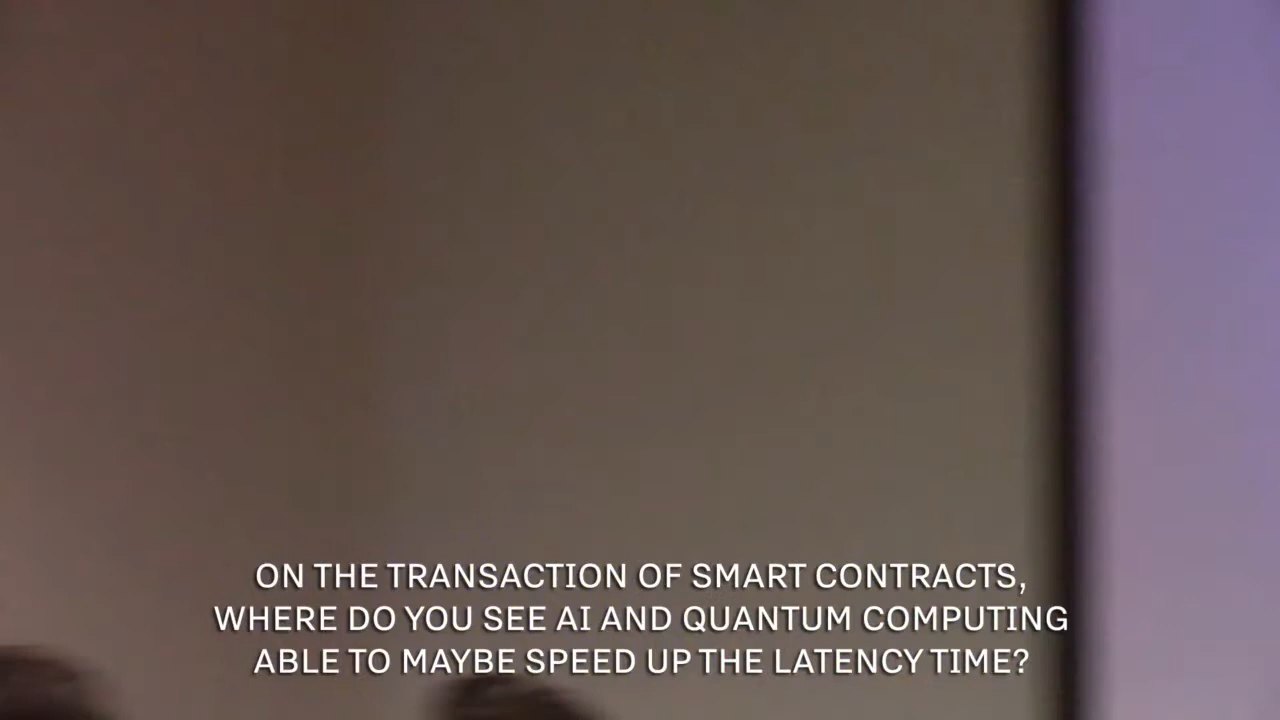 ON THE TRANSACTION OF SMART CONTRACTS,
WHERE DO YOU SEE AI AND QUANTUM COMPUTING
ABLE TO MAYBE SPEED UP THE LATENCY TIME?